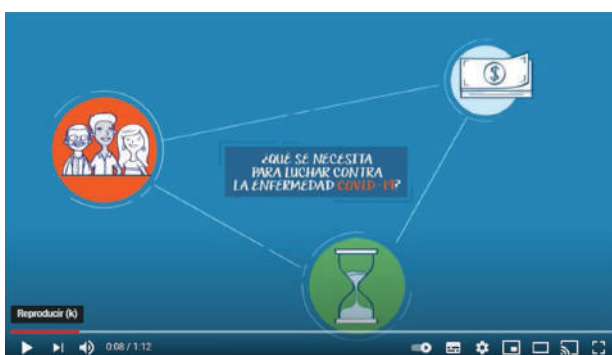 $
¿QUÉ SE NECESITA
PARA LUCHAR CONTRA
LA ENFERMEDAD COVID-19?
Reproducir (k)
0:08 / 1:12